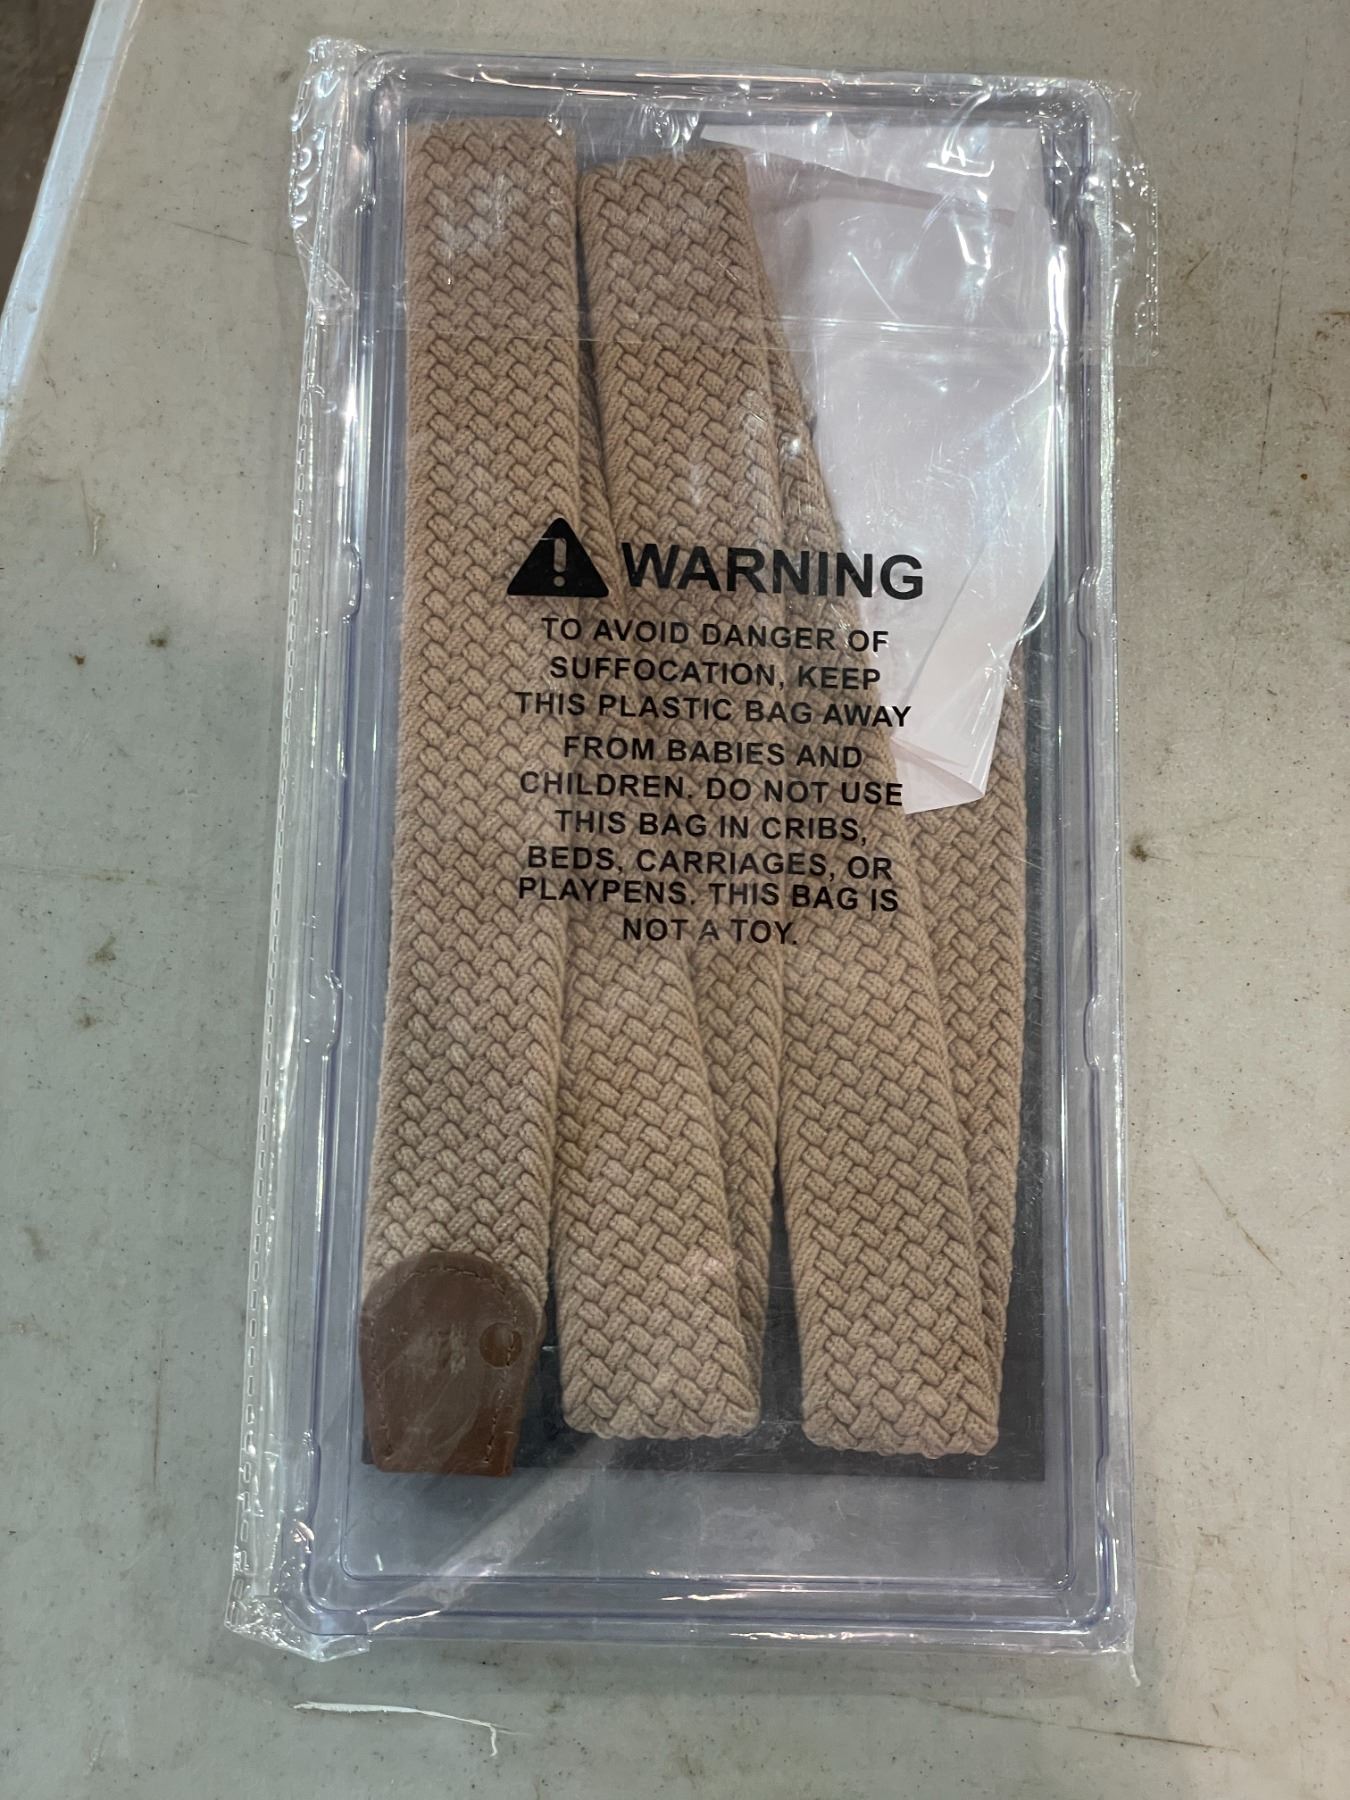 WARNING
TO AVOID DANGER OF
SUFFOCATION, KEEP
THIS PLASTIC BAG AWAY
FROM BABIES AND
CHILDREN. DO NOT USE
THIS BAG IN CRIBS,
BEDS, CARRIAGES, OR
PLAYPENS. THIS BAG IS
NOT A TOY.